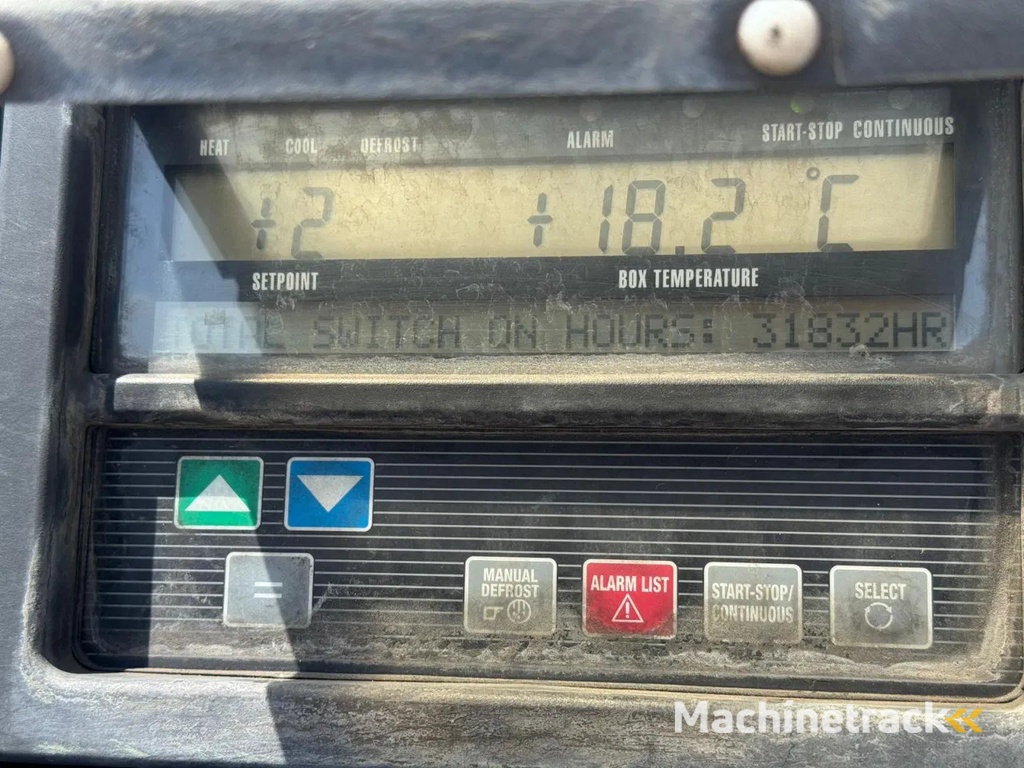 HEAT COOL DEFROST ALARM START-STOP CONTINUOUS
+2 +18.2 °C
SETPOINT BOX TEMPERATURE
SWITCH ON HOURS: 31832HR
=
MANUAL DEFROST
ALARM LIST
START-STOP/
CONTINUOUS
SELECT
Machinetrack